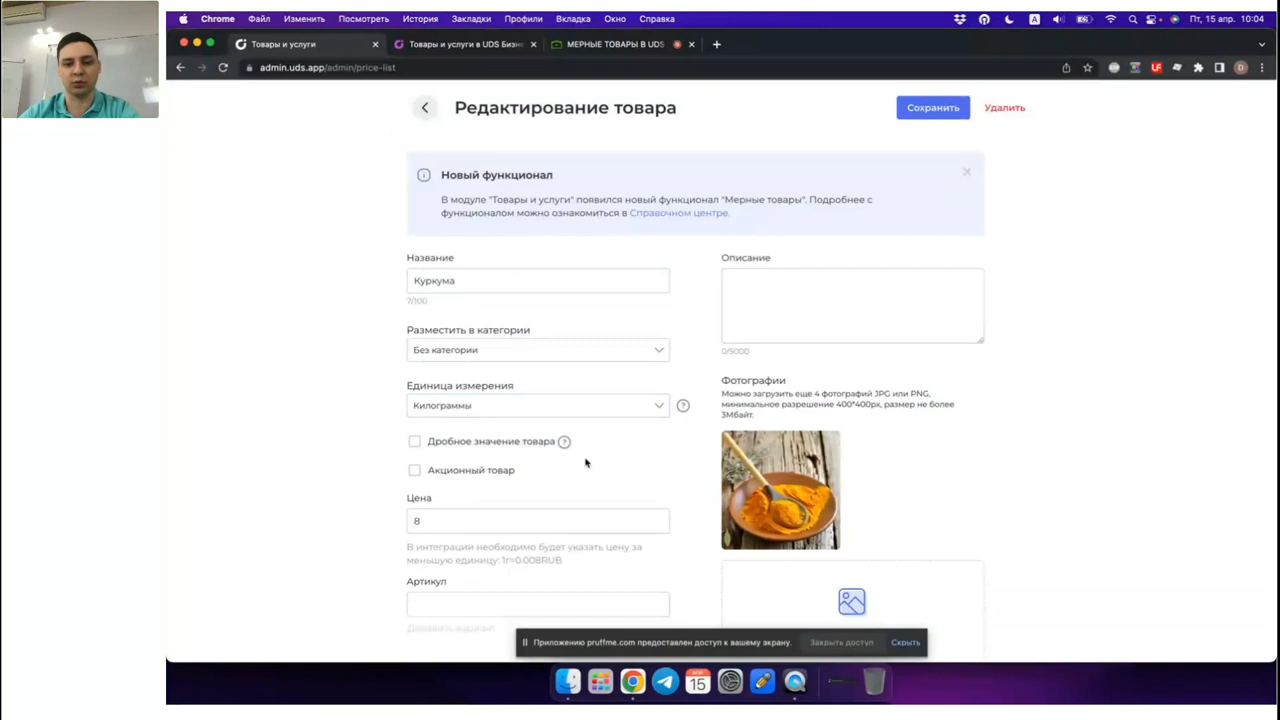 Chrome Файл Изменить Посмотреть История Закладки Профили Вкладка Окно Справка
A
Пт, 15 апр. 10:04
Товары и услуги
Товары и услуги в UDS Бизн
МЕРНЫЕ ТОВАРЫ В UDS
admin.uds.app/admin/price-list
Редактирование товара
Сохранить
Удалить
Новый функционал
В модуле "Товары и услуги" появился новый функционал "Мерные товары". Подробнее с
функционалом можно ознакомиться в Справочном центре.
Название
Куркума
7/100
Разместить в категории
Без категории
Единица измерения
Килограммы
?
Дробное значение товара ?
Акционный товар
Цена
8
В интеграции необходимо будет указать цену за
меньшую единицу: 1г=0.008RUB
Артикул
Описание
0/5000
Фотографии
Можно загрузить еще 4 фотографий JPG или PNG,
минимальное разрешение 400*400px, размер не более
3Мбайт.
Приложению pruffme.com предоставлен доступ к вашему экрану.
Закрыть доступ
Скрыть
15